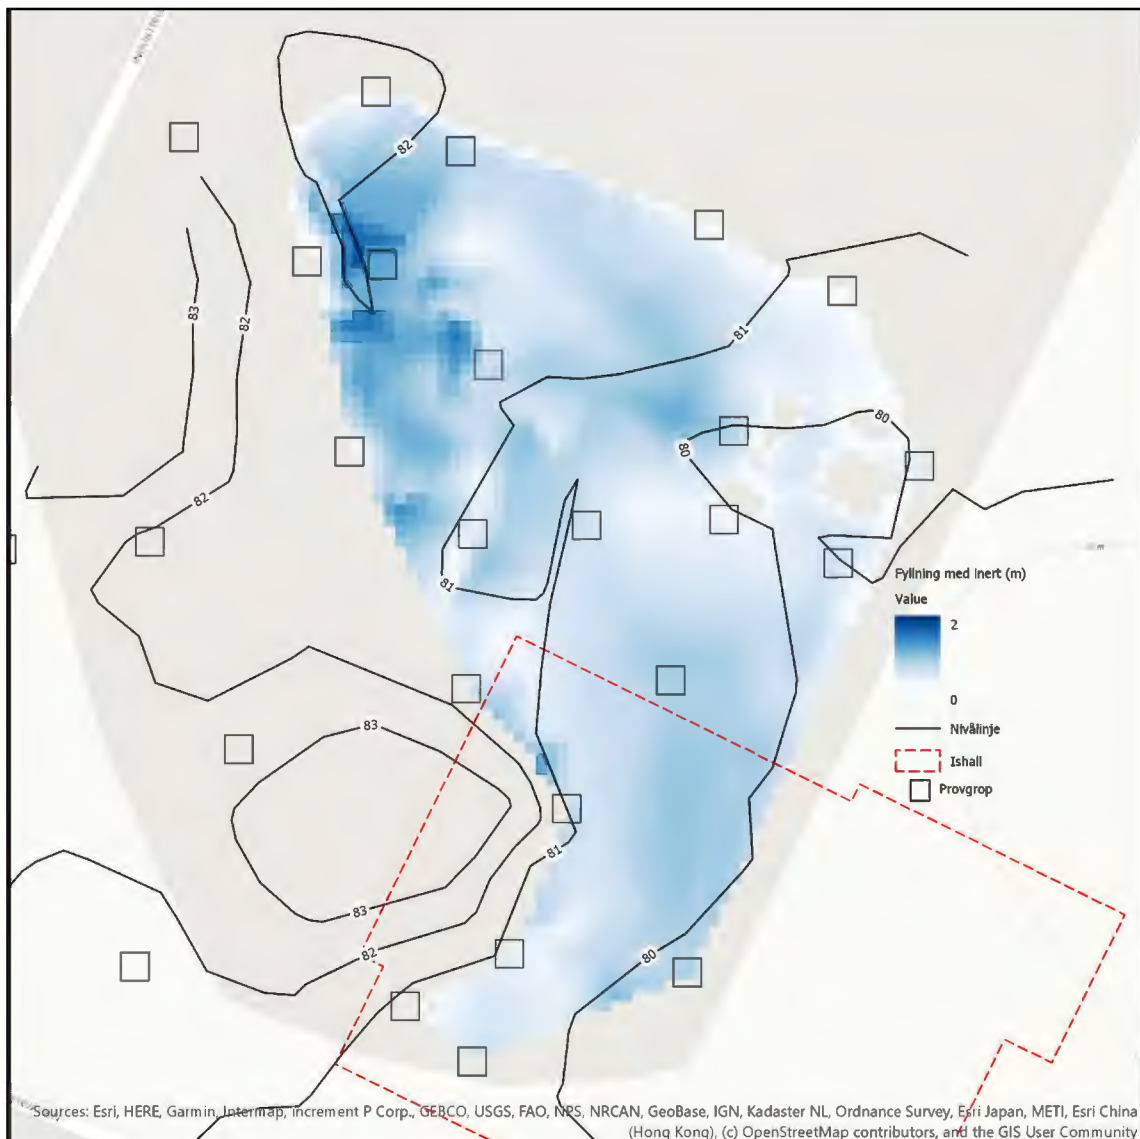 82
81
83
82
80
80
82
81
Fyllning med Inert (m)
Value
2
0
83
Nivålinje
Ishall
Provgrop
81
83
82
80
Sources: Esri, HERE, Garmin, Intermap, increment P Corp., GEBCO, USGS, FAO, NPS, NRCAN, GeoBase, IGN, Kadaster NL, Ordnance Survey, Esri Japan, METI, Esri China
(Hong Kong), (c) OpenStreetMap contributors, and the GIS User Community